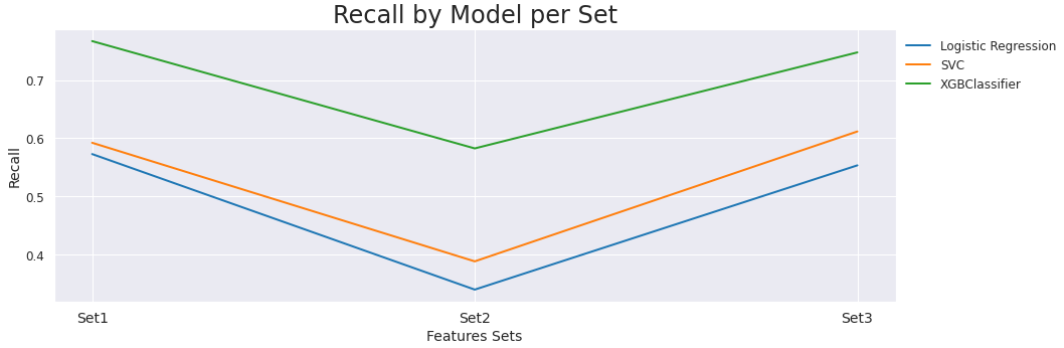 Recall by Model per Set
Logistic Regression
SVC
XGBClassifier
Recall
0.7
0.6
0.5
0.4
Set1
Set2
Set3
Features Sets